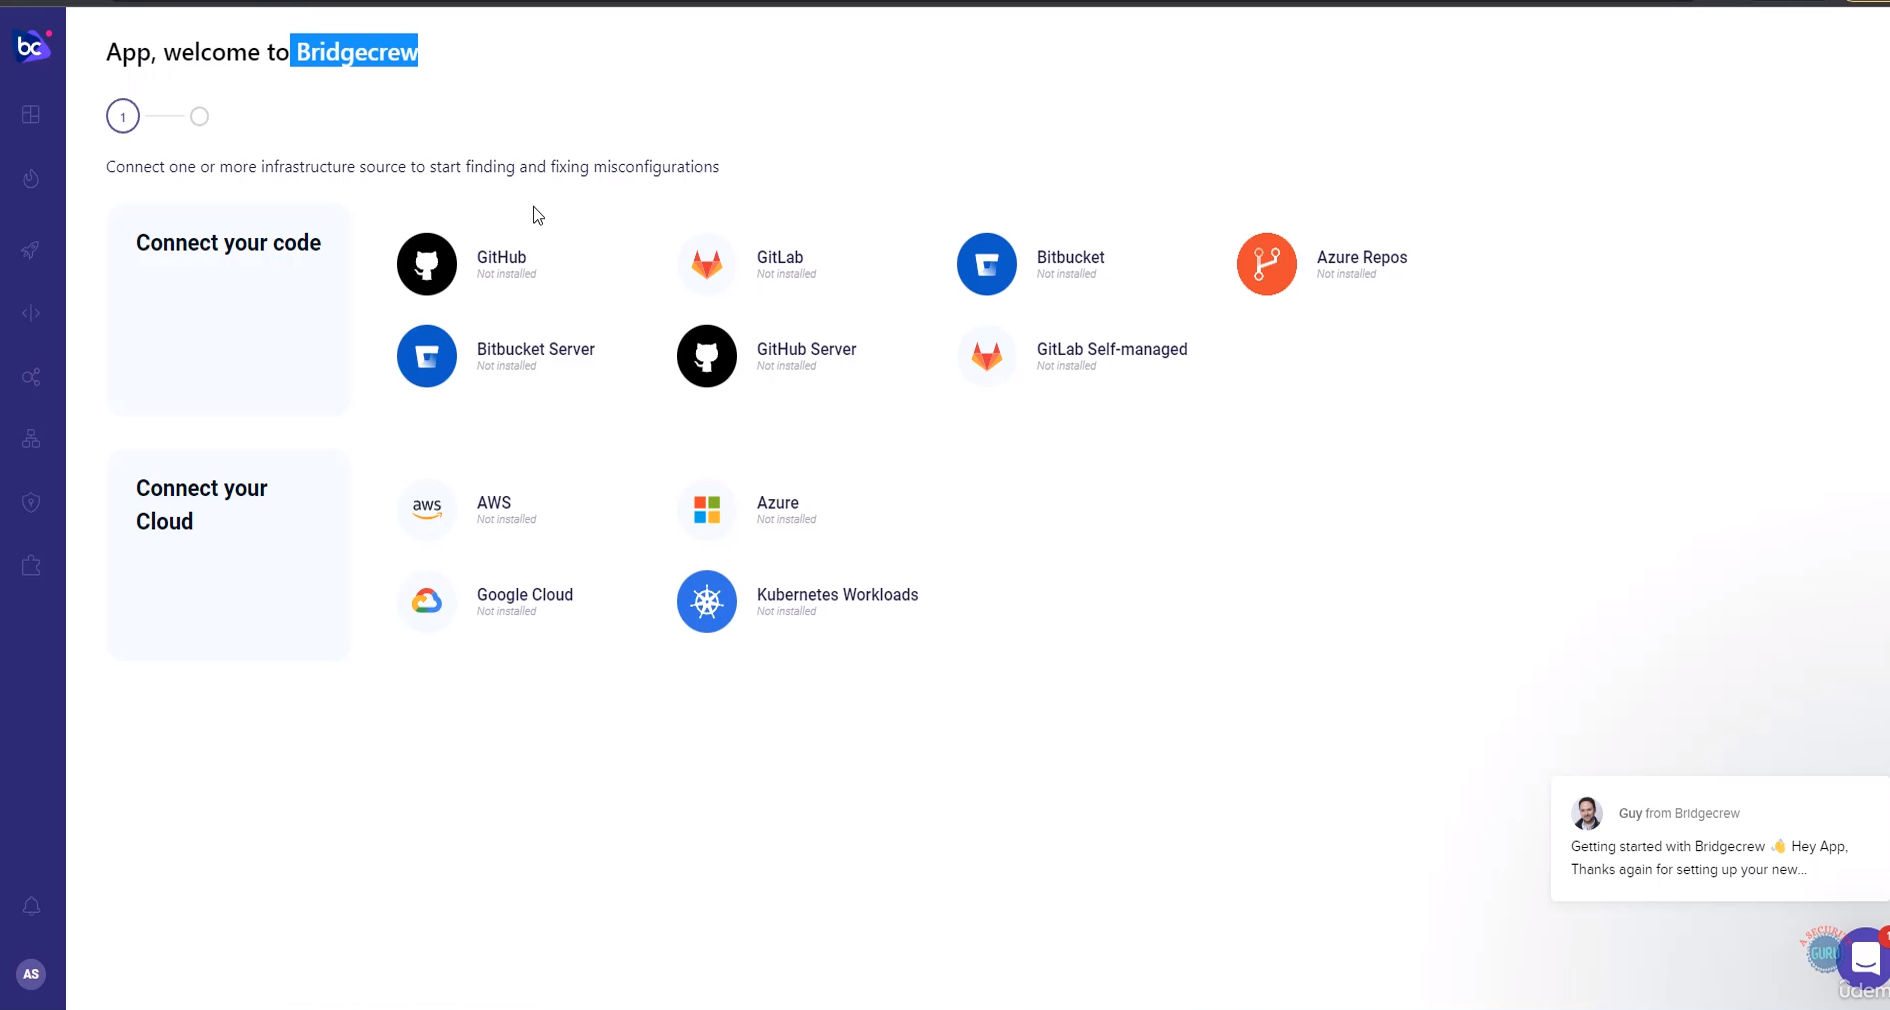 bc
App, welcome to Bridgecrew
1
Connect one or more infrastructure source to start finding and fixing misconfigurations
Connect your code
GitHub
Not installed
GitLab
Not installed
Bitbucket
Not installed
Azure Repos
Not installed
Bitbucket Server
Not installed
GitHub Server
Not installed
GitLab Self-managed
Not installed
Connect your
Cloud
aws
AWS
Not installed
Azure
Not installed
Google Cloud
Not installed
Kubernetes Workloads
Not installed
Guy from Bridgecrew
Getting started with Bridgecrew 👋 Hey App,
Thanks again for setting up your new...
A SECURI
GURU
ûdem
AS